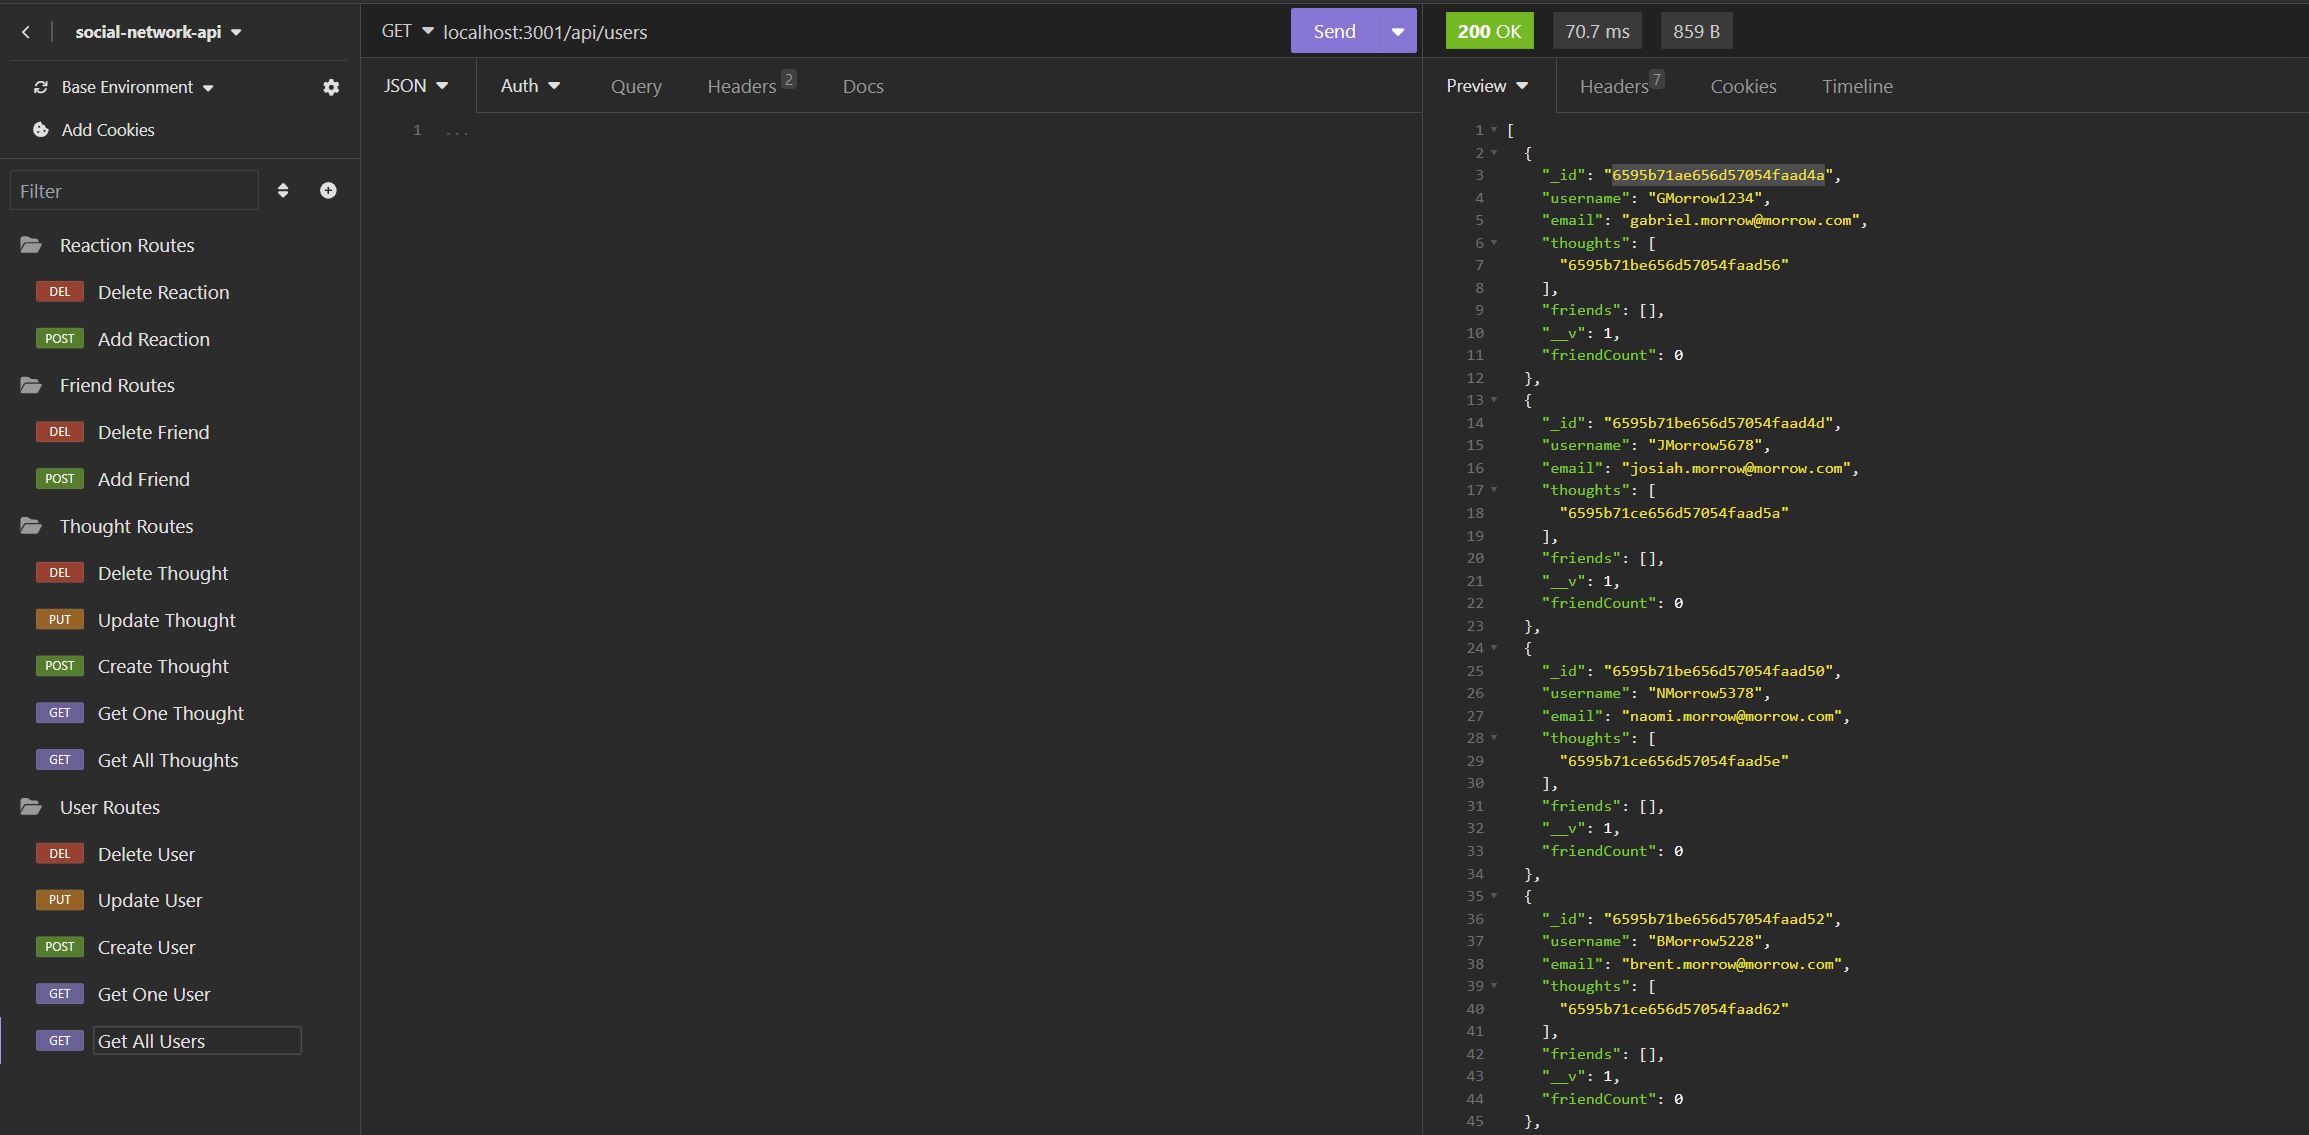 social-network-api
Base Environment
Add Cookies
Filter
Reaction Routes
DEL Delete Reaction
POST Add Reaction
Friend Routes
DEL Delete Friend
POST Add Friend
Thought Routes
DEL Delete Thought
PUT Update Thought
POST Create Thought
GET Get One Thought
GET Get All Thoughts
User Routes
DEL Delete User
PUT Update User
POST Create User
GET Get One User
GET Get All Users
GET localhost:3001/api/users Send
JSON Auth Query Headers 2 Docs
1 ...
200 OK 70.7 ms 859 B
Preview Headers 7 Cookies Timeline
1 [
2 {
3 "_id": "6595b71ae656d57054faad4a",
4 "username": "GMorrow1234",
5 "email": "gabriel.morrow@morrow.com",
6 "thoughts": [
7 "6595b71be656d57054faad56"
8 ],
9 "friends": [],
10 "__v": 1,
11 "friendCount": 0
12 },
13 {
14 "_id": "6595b71be656d57054faad4d",
15 "username": "JMorrow5678",
16 "email": "josiah.morrow@morrow.com",
17 "thoughts": [
18 "6595b71ce656d57054faad5a"
19 ],
20 "friends": [],
21 "__v": 1,
22 "friendCount": 0
23 },
24 {
25 "_id": "6595b71be656d57054faad50",
26 "username": "NMorrow5378",
27 "email": "naomi.morrow@morrow.com",
28 "thoughts": [
29 "6595b71ce656d57054faad5e"
30 ],
31 "friends": [],
32 "__v": 1,
33 "friendCount": 0
34 },
35 {
36 "_id": "6595b71be656d57054faad52",
37 "username": "BMorrow5228",
38 "email": "brent.morrow@morrow.com",
39 "thoughts": [
40 "6595b71ce656d57054faad62"
41 ],
42 "friends": [],
43 "__v": 1,
44 "friendCount": 0
45 },